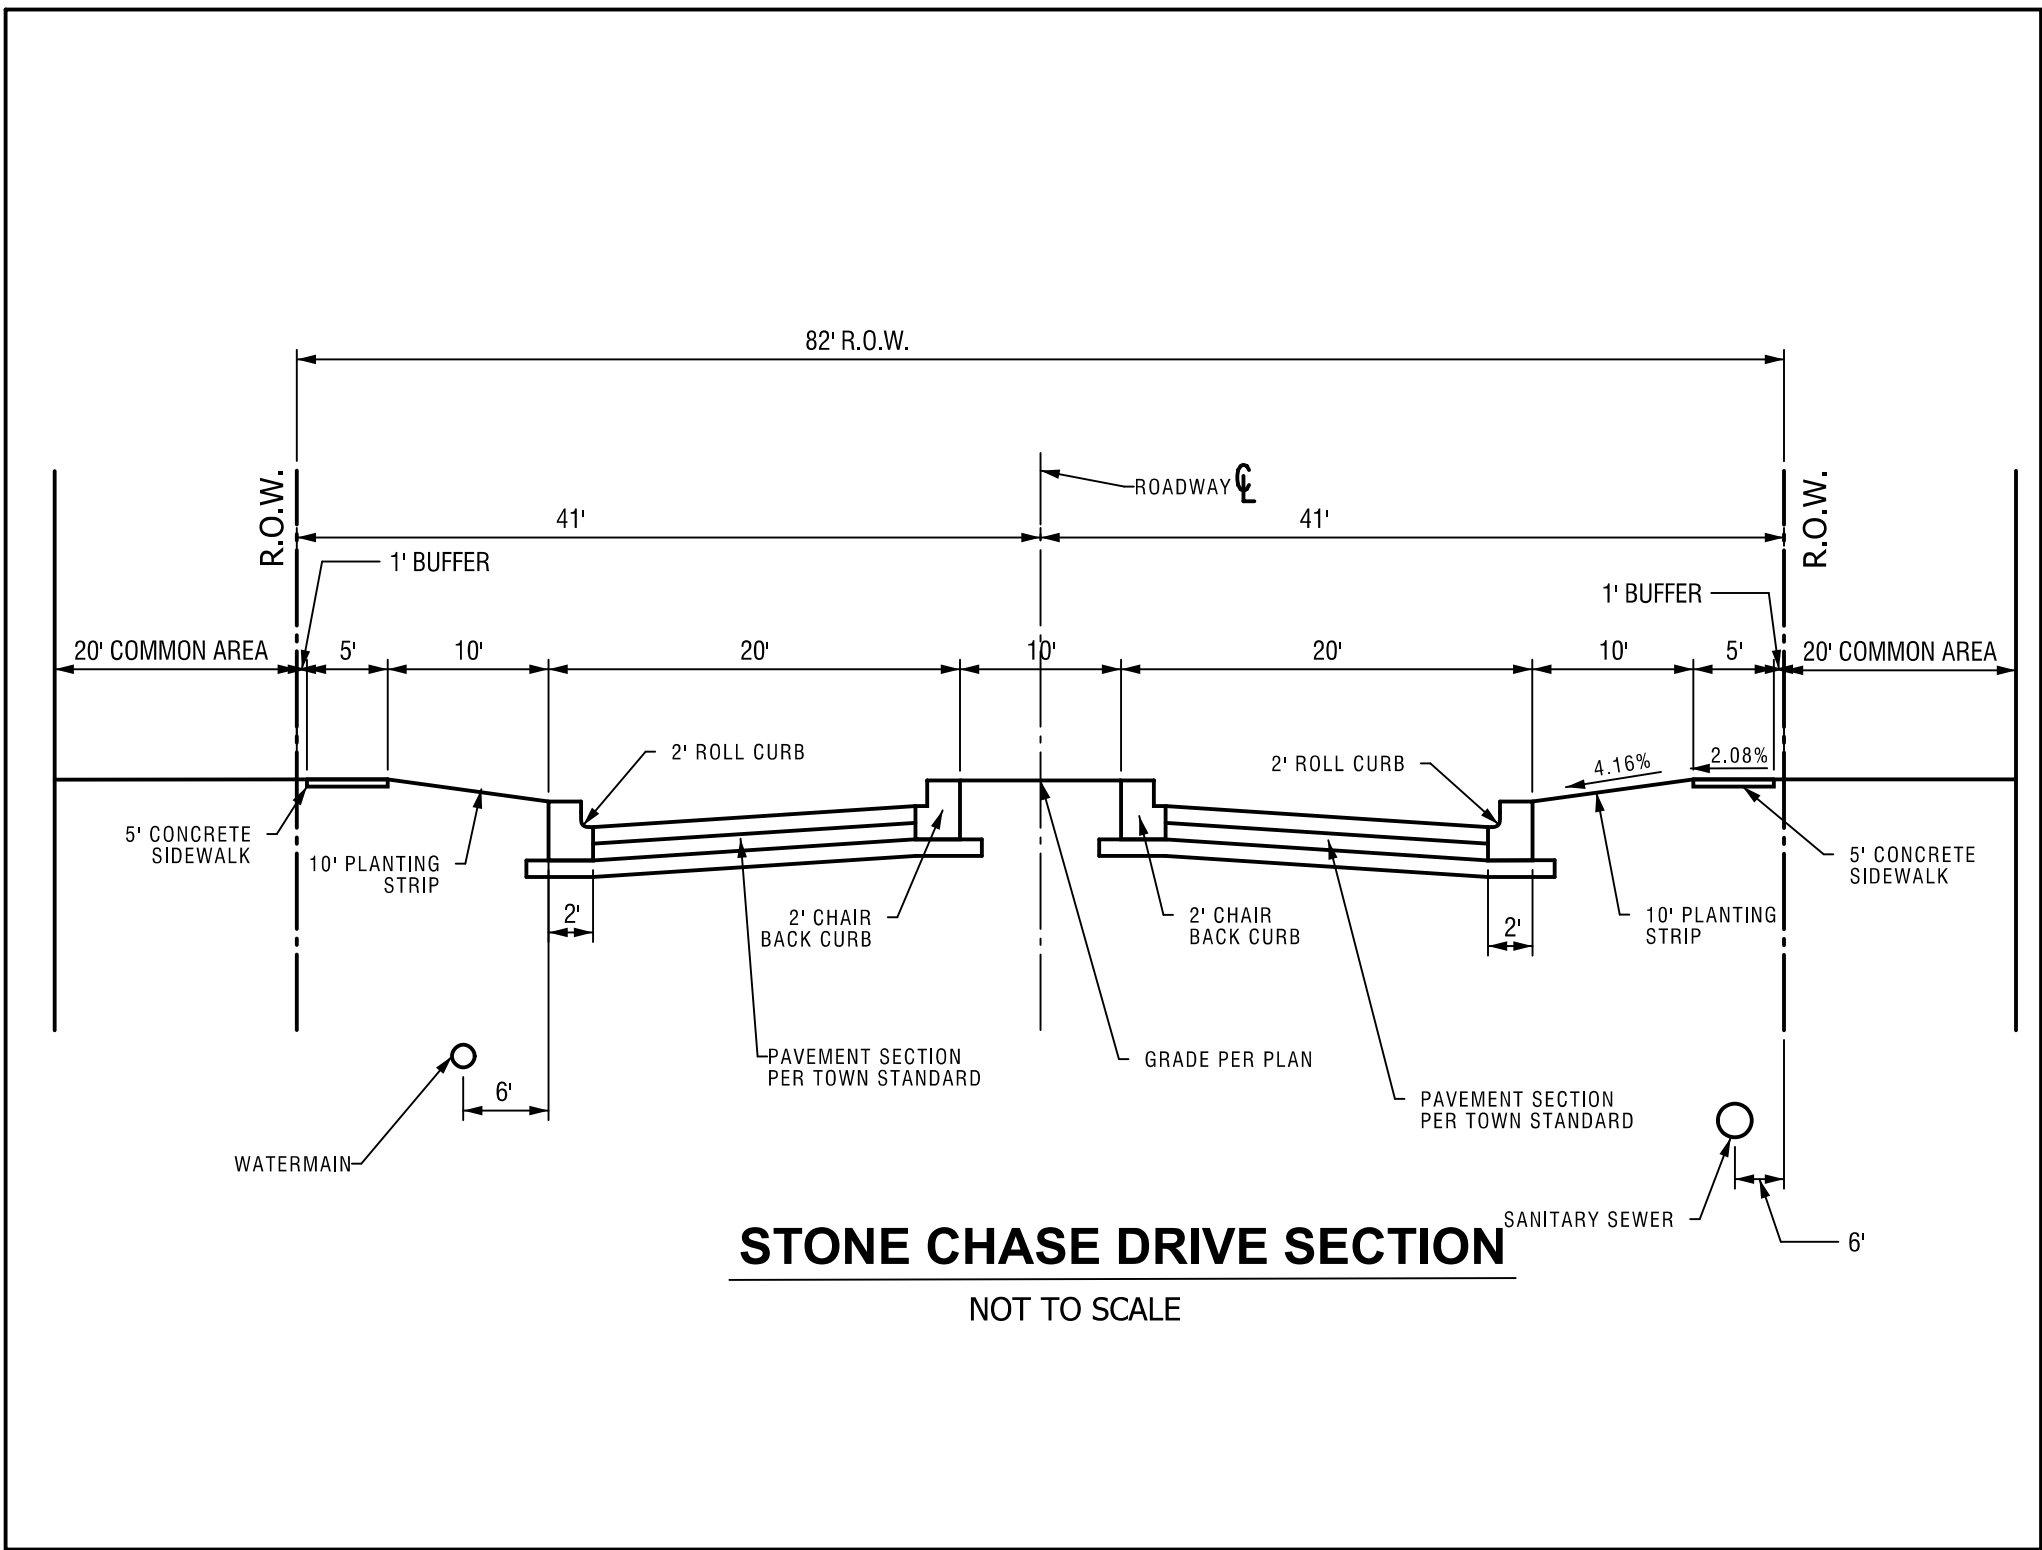 82' R.O.W.
R.O.W.
ROADWAY ℄
R.O.W.
41'
41'
1' BUFFER
1' BUFFER
20' COMMON AREA
5'
10'
20'
10'
20'
10'
5'
20' COMMON AREA
2' ROLL CURB
2' ROLL CURB
4.16%
2.08%
5' CONCRETE
SIDEWALK
10' PLANTING
STRIP
2'
2' CHAIR
BACK CURB
2' CHAIR
BACK CURB
2'
10' PLANTING
STRIP
5' CONCRETE
SIDEWALK
PAVEMENT SECTION
PER TOWN STANDARD
GRADE PER PLAN
PAVEMENT SECTION
PER TOWN STANDARD
6'
WATERMAIN
SANITARY SEWER
6'
STONE CHASE DRIVE SECTION
NOT TO SCALE